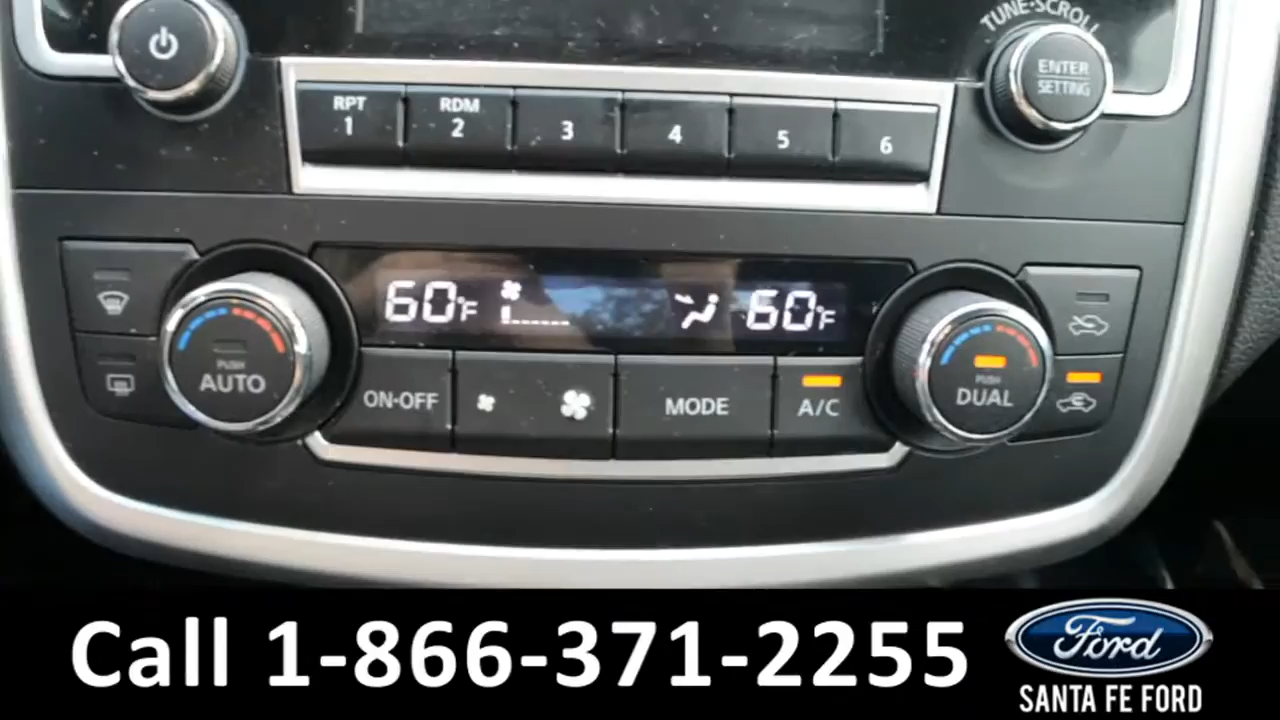 TUNE·SCROLL
ENTER
SETTING
RPT
1
RDM
2
3
4
5
6
60°F
60°F
PUSH
AUTO
ON·OFF
MODE
A/C
PUSH
DUAL
Call 1-866-371-2255
Ford
SANTA FE FORD